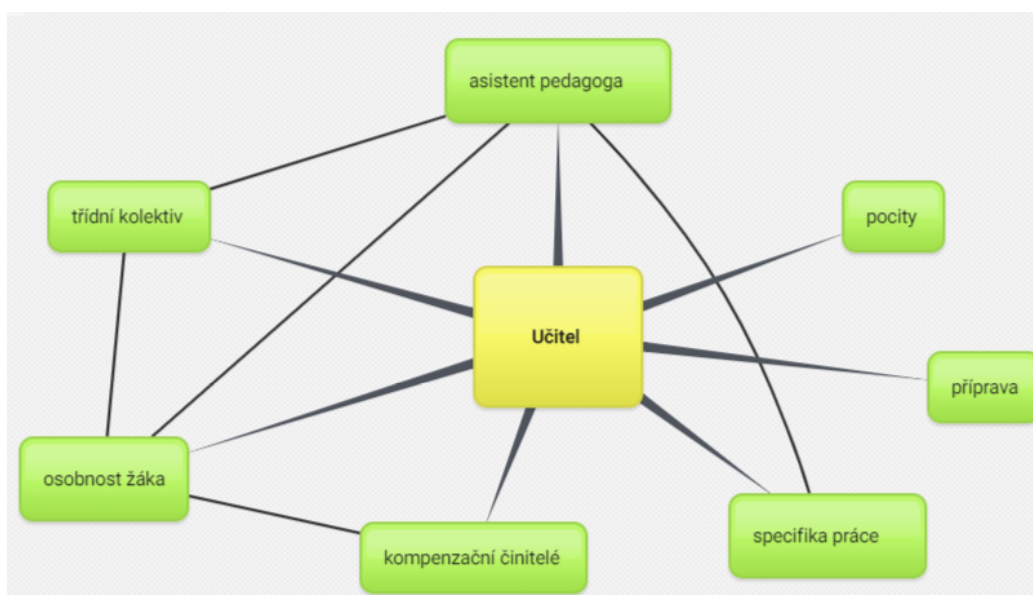 asistent pedagoga
třídní kolektiv
pocity
Učitel
příprava
osobnost žáka
specifika práce
kompenzační činitelé